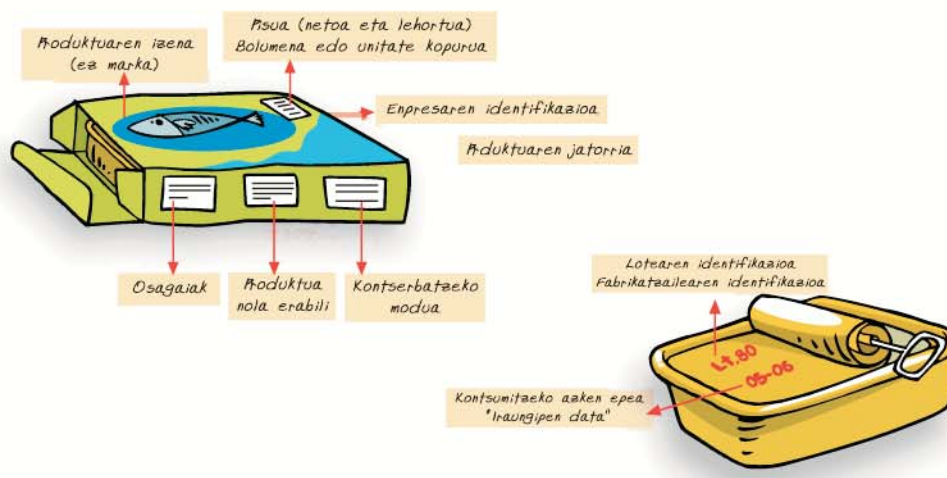 Produktuaren izena
(ez marka)
Pisua (netoa eta lehortua)
Bolumena edo unitate kopurua
Enpresaren identifikazioa
Produktuaren jatorria
Osagaiak
Produktua
nola erabili
Kontserbatzeko
modua
Lotearen identifikazioa
Fabrikatzailearen identifikazioa
Lt.80
05-06
Kontsumitzeko azken epea
"Iraungipen data"